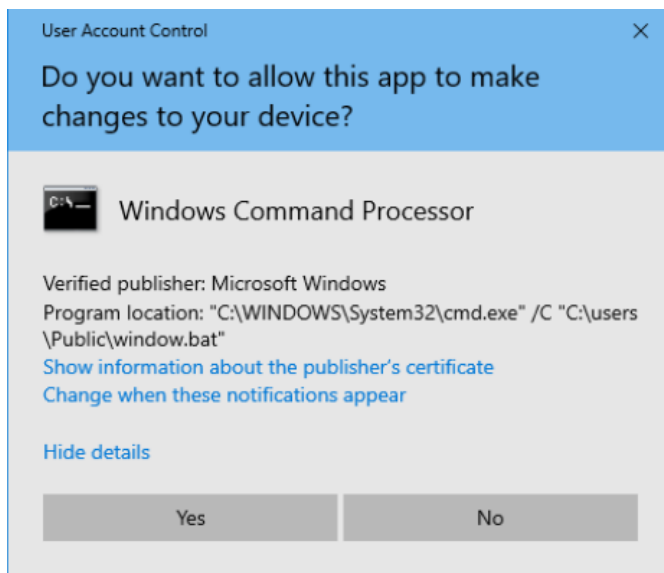 User Account Control
Do you want to allow this app to make
changes to your device?
C:\_
Windows Command Processor
Verified publisher: Microsoft Windows
Program location: "C:\WINDOWS\System32\cmd.exe" /C "C:\users
\Public\window.bat"
Show information about the publisher's certificate
Change when these notifications appear
Hide details
Yes
No